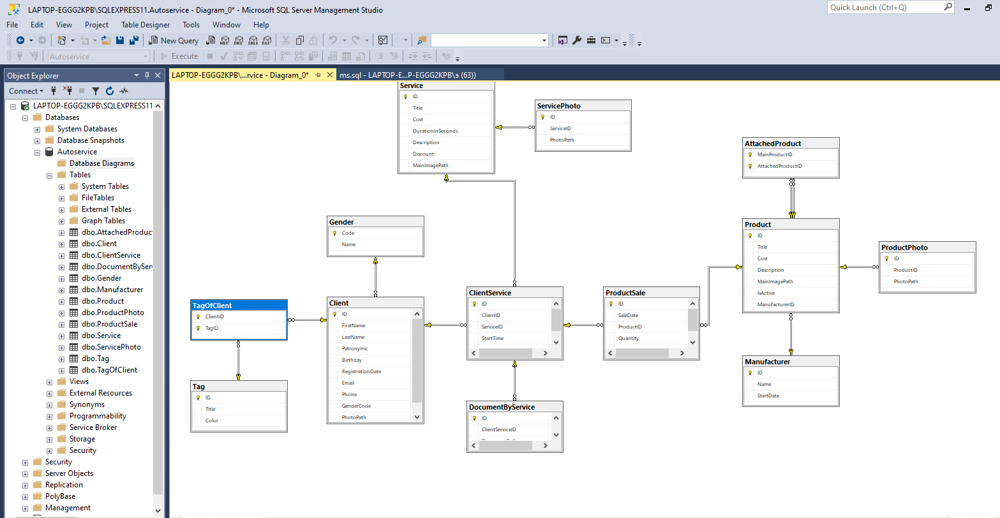 LAPTOP-EGGG2KPB\SQLEXPRESS11.Autoservice - Diagram_0* - Microsoft SQL Server Management Studio
Quick Launch (Ctrl+Q)
File Edit View Project Table Designer Tools Window Help
New Query MDX DMX XMLA DAX
Autoservice Execute
Object Explorer
Connect
LAPTOP-EGGG2KPB\SQLEXPRESS11
Databases
System Databases
Database Snapshots
Autoservice
Database Diagrams
Tables
System Tables
FileTables
External Tables
Graph Tables
dbo.AttachedProduct
dbo.Client
dbo.ClientService
dbo.DocumentByServ
dbo.Gender
dbo.Manufacturer
dbo.Product
dbo.ProductPhoto
dbo.ProductSale
dbo.Service
dbo.ServicePhoto
dbo.Tag
dbo.TagOfClient
Views
External Resources
Synonyms
Programmability
Service Broker
Storage
Security
Security
Server Objects
Replication
PolyBase
Management
LAPTOP-EGGG2KPB\...rvice - Diagram_0*
ms.sql - LAPTOP-E...P-EGGG2KPB\э (63))
Service
ID
Title
Cost
DurationInSeconds
Description
Discount
MainImagePath
ServicePhoto
ID
ServiceID
PhotoPath
AttachedProduct
MainProductID
AttachedProductID
Gender
Code
Name
Product
ID
Title
Cost
Description
MainImagePath
IsActive
ManufacturerID
ProductPhoto
ID
ProductID
PhotoPath
TagOfClient
ClientID
TagID
Client
ID
FirstName
LastName
Patronymic
Birthday
RegistrationDate
Email
Phone
GenderCode
PhotoPath
ClientService
ID
ClientID
ServiceID
StartTime
ProductSale
ID
SaleDate
ProductID
Quantity
Manufacturer
ID
Name
StartDate
Tag
ID
Title
Color
DocumentByService
ID
ClientServiceID